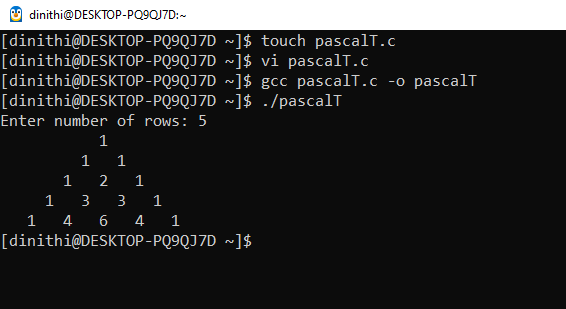 dinithi@DESKTOP-PQ9QJ7D:~
[dinithi@DESKTOP-PQ9QJ7D ~]$ touch pascalT.c
[dinithi@DESKTOP-PQ9QJ7D ~]$ vi pascalT.c
[dinithi@DESKTOP-PQ9QJ7D ~]$ gcc pascalT.c -o pascalT
[dinithi@DESKTOP-PQ9QJ7D ~]$ ./pascalT
Enter number of rows: 5
           1
         1   1
       1   2   1
     1   3   3   1
   1   4   6   4   1
[dinithi@DESKTOP-PQ9QJ7D ~]$